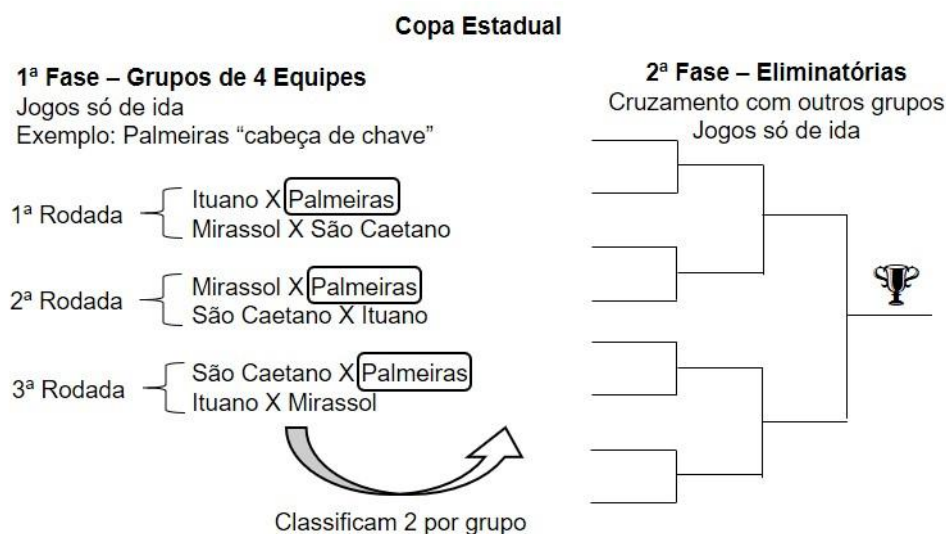 Copa Estadual
1ª Fase – Grupos de 4 Equipes
Jogos só de ida
Exemplo: Palmeiras “cabeça de chave”
1ª Rodada
Ituano X Palmeiras
Mirassol X São Caetano
2ª Rodada
Mirassol X Palmeiras
São Caetano X Ituano
3ª Rodada
São Caetano X Palmeiras
Ituano X Mirassol
Classificam 2 por grupo
2ª Fase – Eliminatórias
Cruzamento com outros grupos
Jogos só de ida